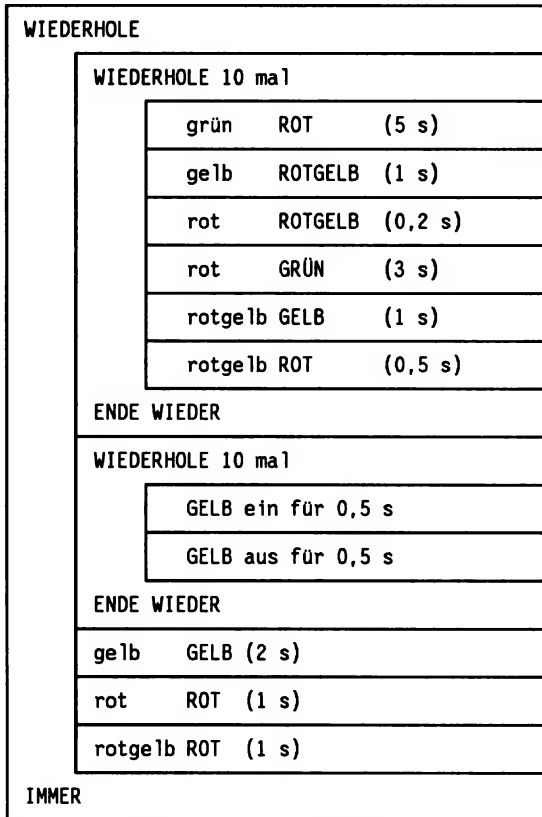 WIEDERHOLE
WIEDERHOLE 10 mal
grün ROT (5 s)
gelb ROTGELB (1 s)
rot ROTGELB (0,2 s)
rot GRÜN (3 s)
rotgelb GELB (1 s)
rotgelb ROT (0,5 s)
ENDE WIEDER
WIEDERHOLE 10 mal
GELB ein für 0,5 s
GELB aus für 0,5 s
ENDE WIEDER
gelb GELB (2 s)
rot ROT (1 s)
rotgelb ROT (1 s)
IMMER